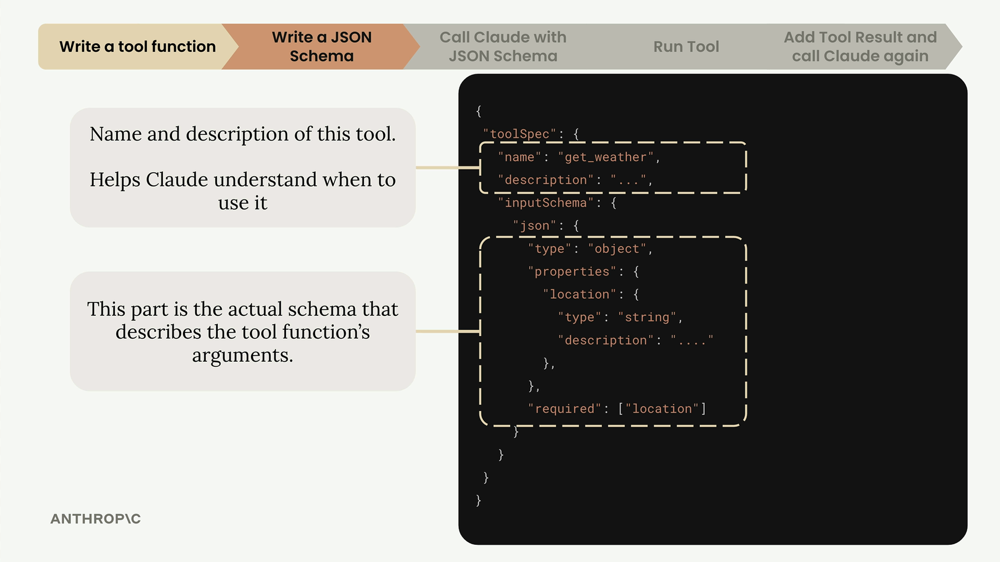 Write a tool function
Write a JSON
Schema
Call Claude with
JSON Schema
Run Tool
Add Tool Result and
call Claude again
Name and description of this tool.
Helps Claude understand when to
use it
This part is the actual schema that
describes the tool function’s
arguments.
{
"toolSpec": {
"name": "get_weather",
"description": "...",
"inputSchema": {
"json": {
"type": "object",
"properties": {
"location": {
"type": "string",
"description": "...."
},
},
"required": ["location"]
}
}
}
}
ANTHROP\C